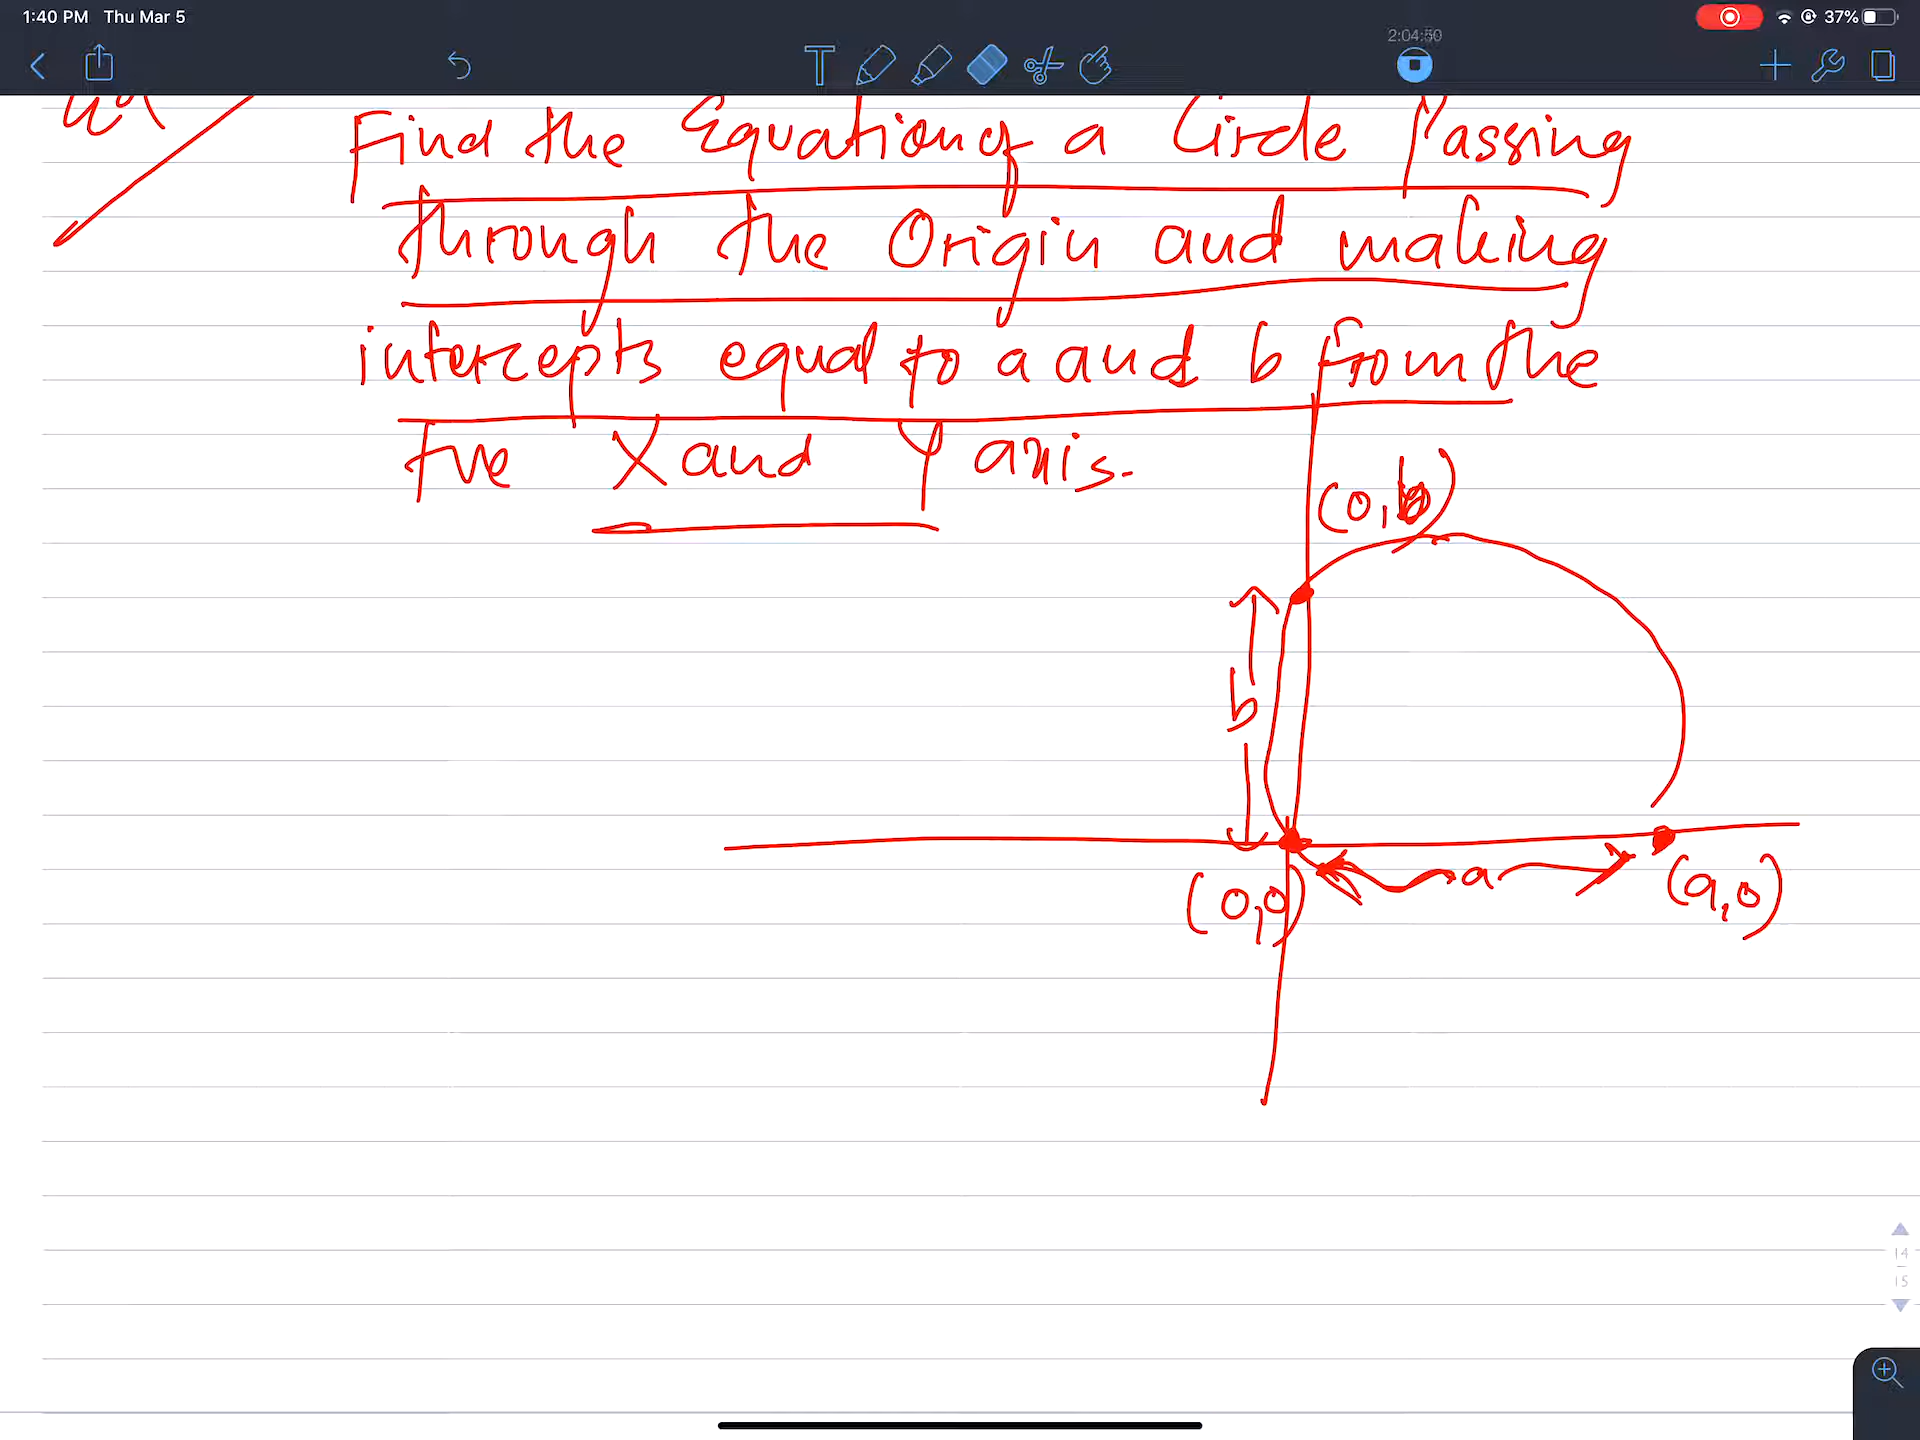 1:40 PM Thu Mar 5
37%
2:04:50
Find the Equation of a Circle Passing
through the Origin and making
intercepts equal to a and b from the
+ve X and Y axis.
(0,b)
b
a
(0,0)
(a,0)
14
15